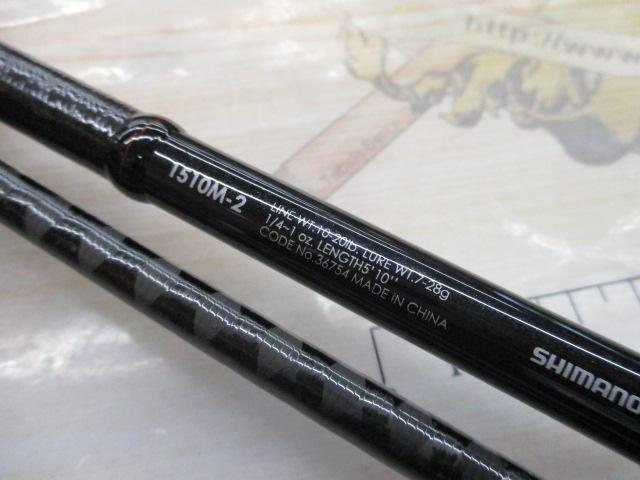 1510M-2
LINE WT.10-20lb. LURE WT.7-28g
1/4~1 oz. LENGTH5'10''
CODE No.36754 MADE IN CHINA
SHIMANO
http://www